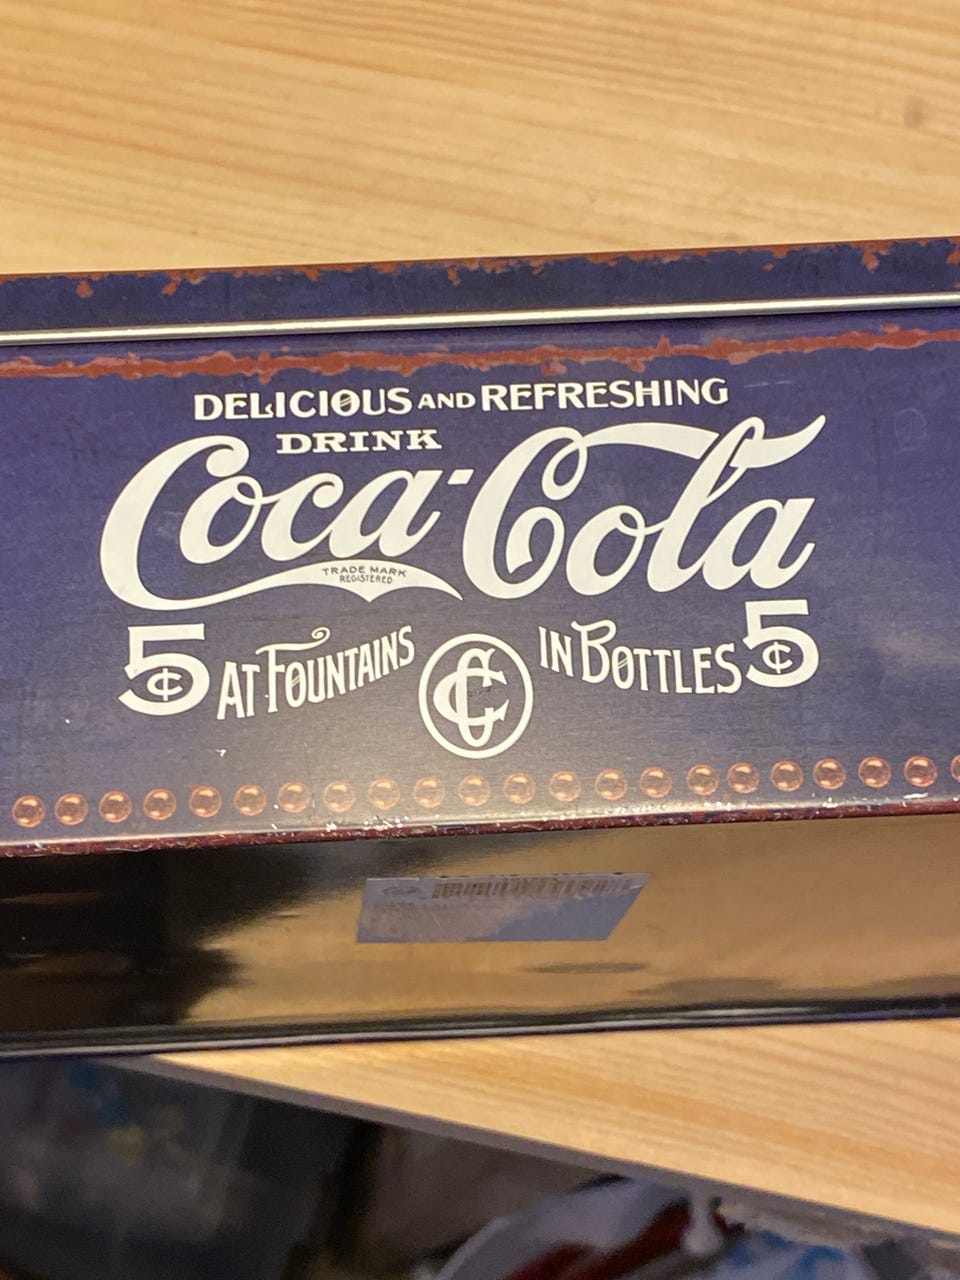 DELICIOUS AND REFRESHING
DRINK
Coca-Cola
TRADE MARK
REGISTERED
5¢ AT FOUNTAINS IN BOTTLES 5¢
CC